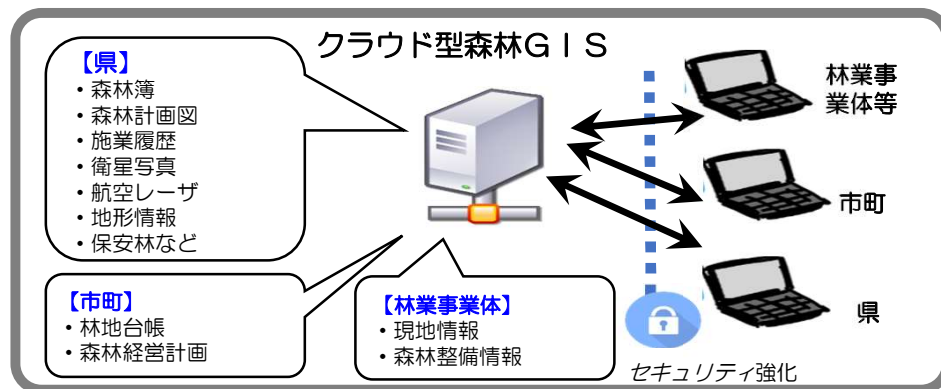 クラウド型森林GIS
【県】
・森林簿
・森林計画図
・施業履歴
・衛星写真
・航空レーザ
・地形情報
・保安林など
【市町】
・林地台帳
・森林経営計画
【林業事業体】
・現地情報
・森林整備情報
林業事
業体等
市町
県
セキュリティ強化